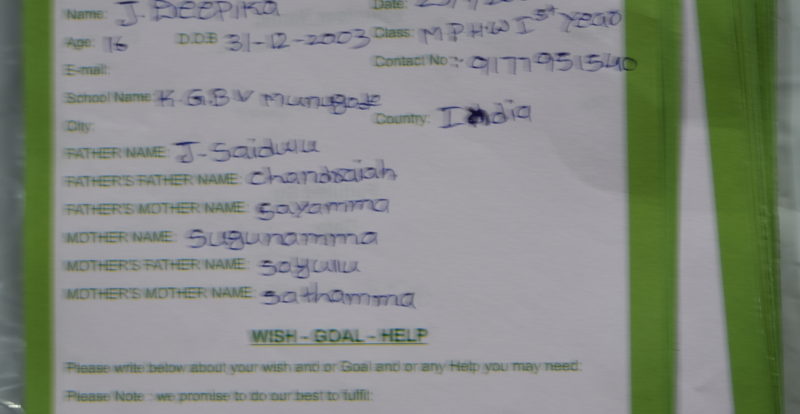 Name: J. DEEPIKA Date:
Age: 16 D.O.B 31-12-2003 Class: MPHW Ist Year
E-mail: Contact No: 9177951540
School Name: K.G.B.V Munugode
City: Country: India
FATHER NAME: J-Saidulu
FATHER'S FATHER NAME: Chandraiah
FATHER'S MOTHER NAME: Sayamma
MOTHER NAME: Sugunamma
MOTHER'S FATHER NAME: Sayulu
MOTHER'S MOTHER NAME: Sathamma
WISH - GOAL - HELP
Please write below about your wish and or Goal and or any Help you may need:
Please Note : we promise to do our best to fulfil: